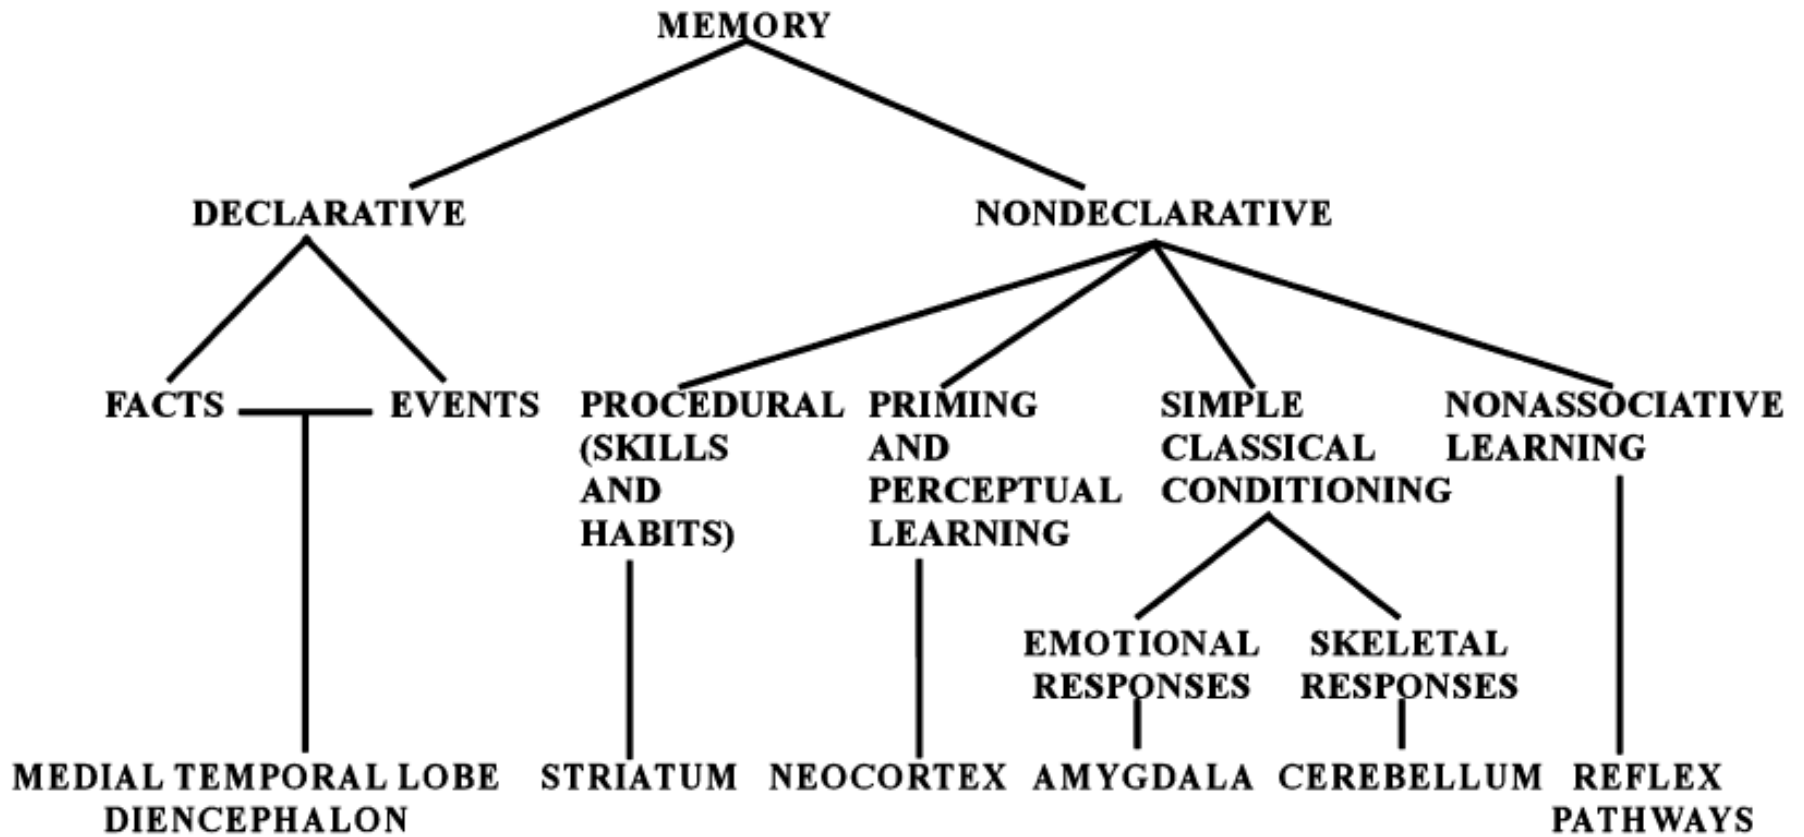 MEMORY
DECLARATIVE
NONDECLARATIVE
FACTS
EVENTS
PROCEDURAL
(SKILLS
AND
HABITS)
PRIMING
AND
PERCEPTUAL
LEARNING
SIMPLE
CLASSICAL
CONDITIONING
NONASSOCIATIVE
LEARNING
EMOTIONAL
RESPONSES
SKELETAL
RESPONSES
MEDIAL TEMPORAL LOBE
DIENCEPHALON
STRIATUM
NEOCORTEX
AMYGDALA
CEREBELLUM
REFLEX
PATHWAYS